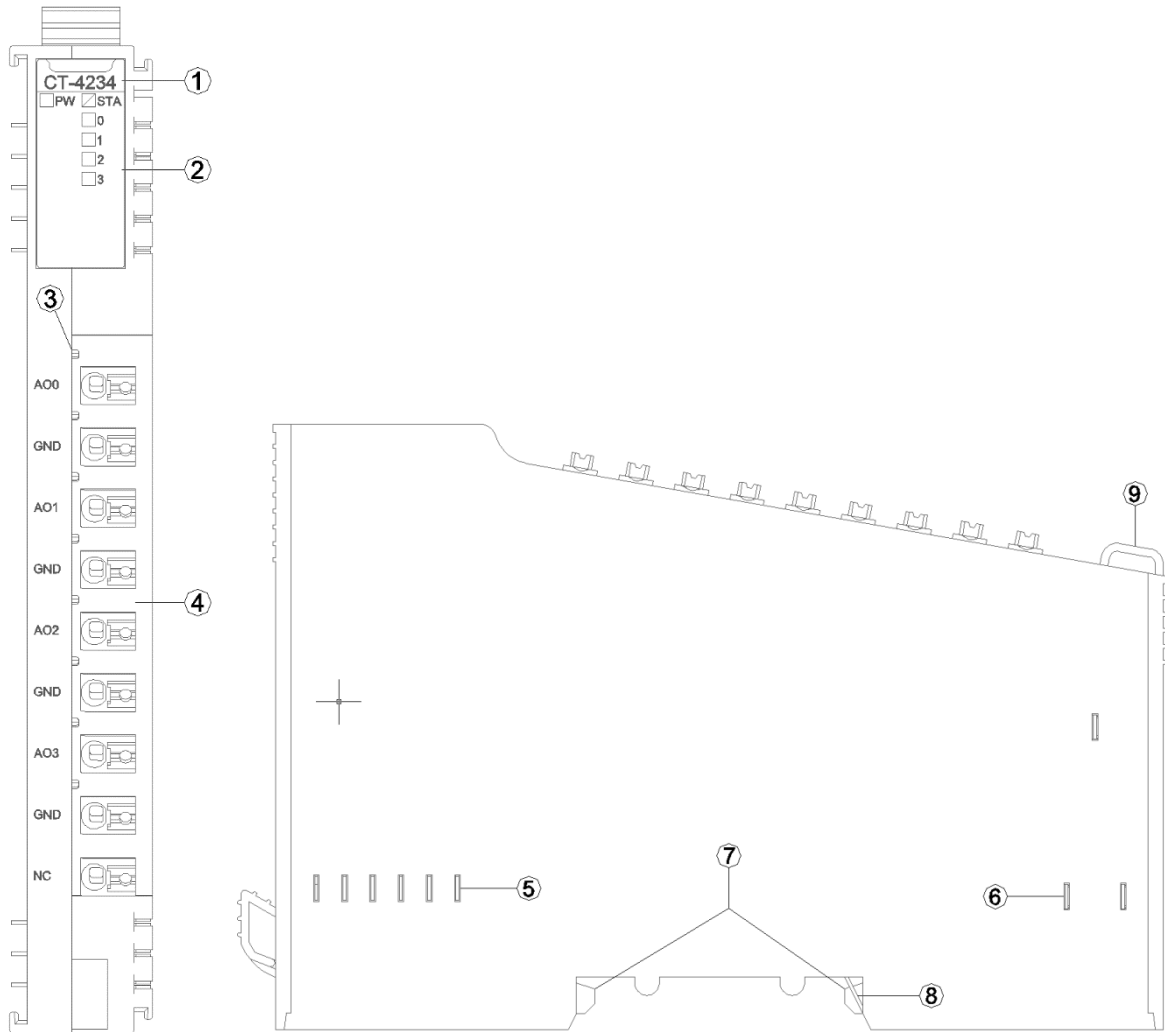 CT-4234
①
PW STA
0
1
2
②
3
③
AO0
GND
AO1
⑨
GND
④
AO2
GND
AO3
GND
⑦
NC
⑤
⑥
⑧